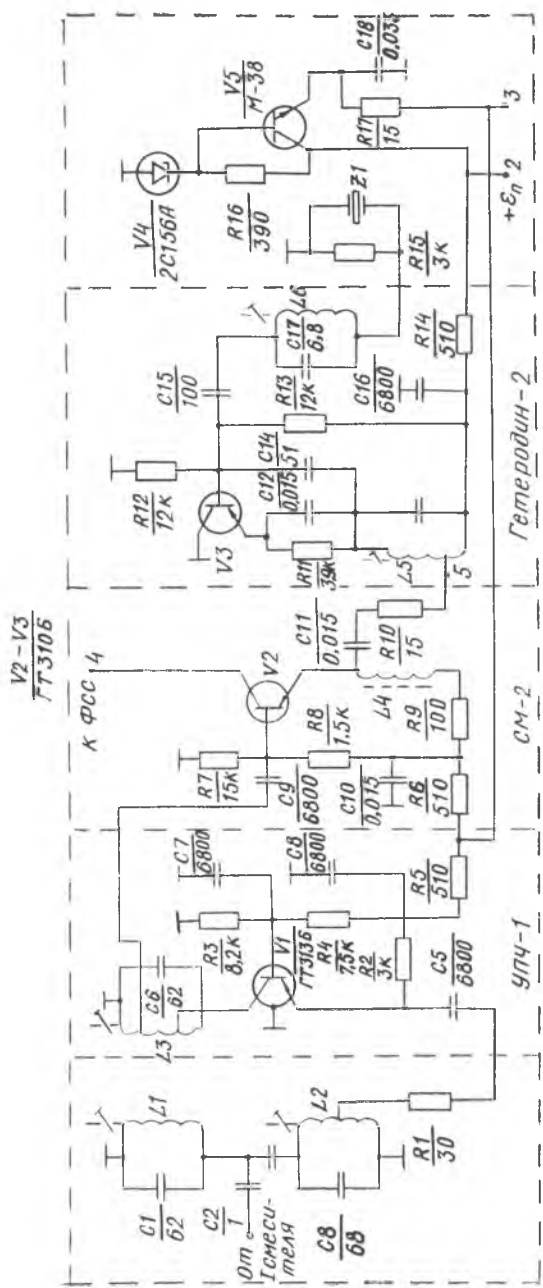 V2-V3
ГТ310Б
От
1 смеси-
теля
C1
62
C2
1
L1
L2
C8
68
R1
30
L3
C6
62
R3
8,2К
C7
6800
V1
ГТ313Б
R4
7,5К
R2
3К
C8
6800
C5
6800
R5
510
УПЧ-1
К ФСС
4
R7
15К
C9
6800
V2
R8
1.5К
C10
0,015
L4
R6
510
R9
100
C11
0.015
R10
15
СМ-2
R12
12К
V3
C15
100
R11
39К
C12
0,015
C14
51
R13
12К
C17
6.8
L6
L5
5
C16
6800
R14
510
Гетеродин-2
V4
2С156А
V5
М-38
R16
390
Z1
R15
3К
R17
15
C18
0,033
+Eп
2
3